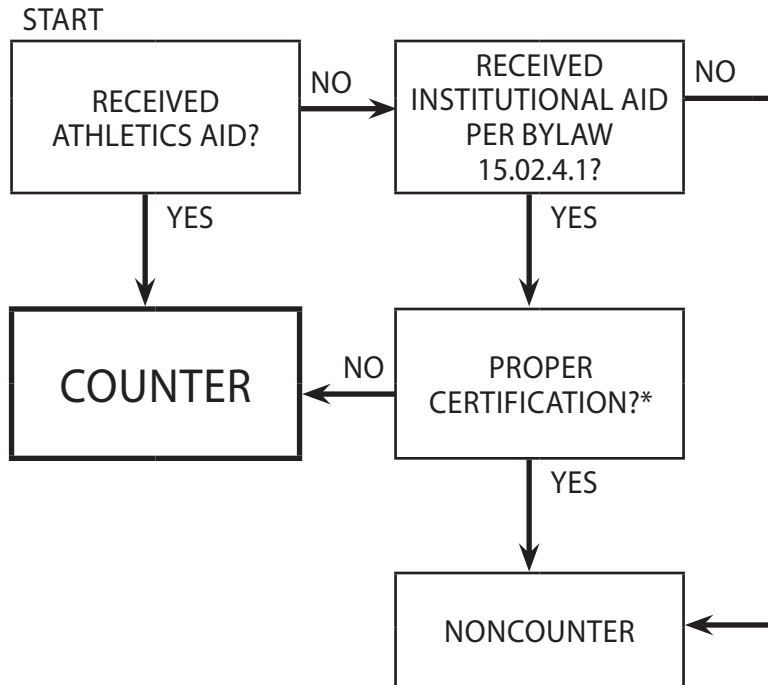 START
RECEIVED
ATHLETICS AID?
NO
RECEIVED
INSTITUTIONAL AID
PER BYLAW
15.02.4.1?
NO
YES
YES
COUNTER
NO
PROPER
CERTIFICATION?*
YES
NONCOUNTER